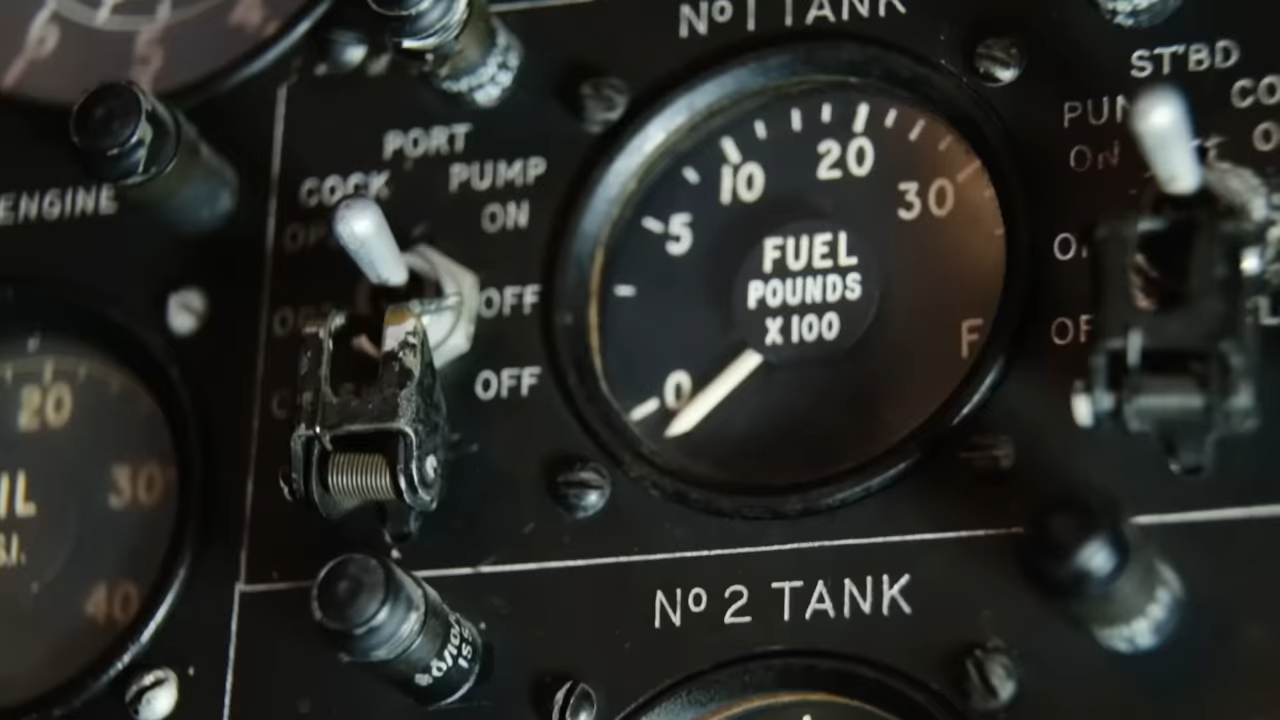 Nº 1 TANK
ST'BD
PORT
COCK
PUMP
ON
OFF
OFF
ENGINE
10
20
30
5
0
F
FUEL
POUNDS
X 100
PUMP
ON
20
30
40
Nº 2 TANK